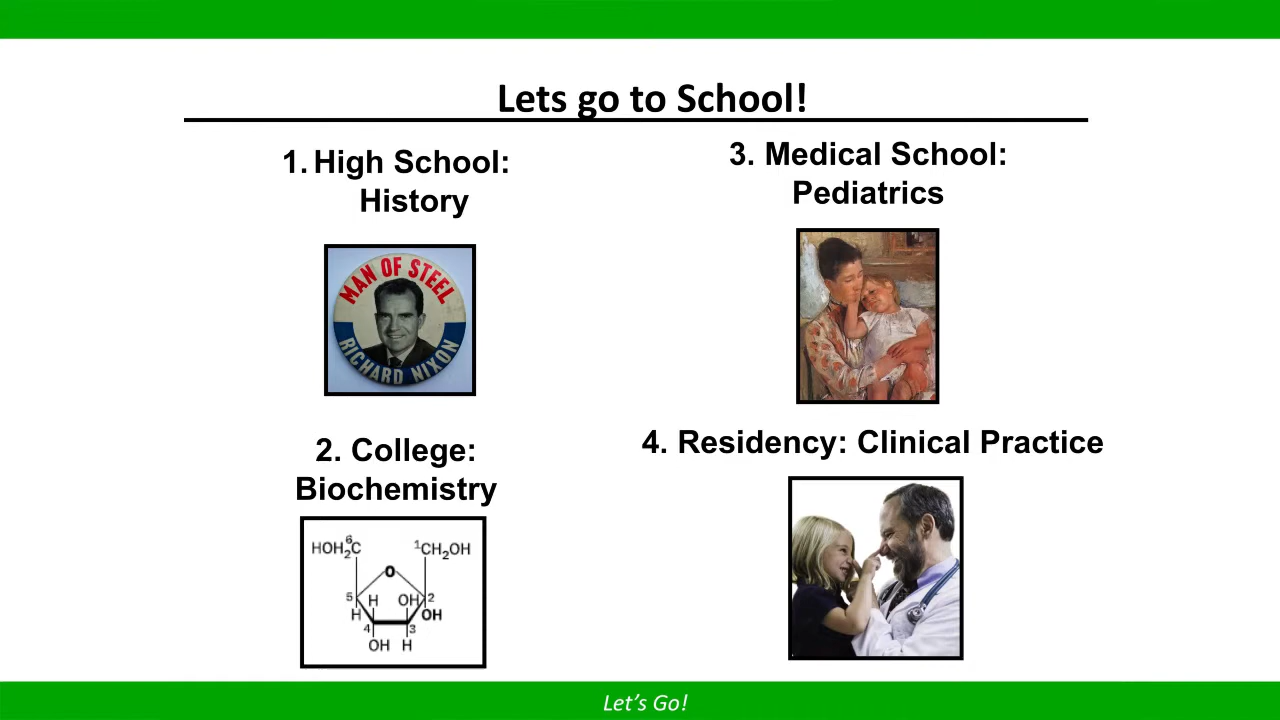 Lets go to School!
1. High School:
History
MAN OF STEEL
RICHARD NIXON
2. College:
Biochemistry
HOH₂C⁶ ¹CH₂OH
O
5 H OH 2
H OH
4 3
OH H
3. Medical School:
Pediatrics
4. Residency: Clinical Practice
Let's Go!